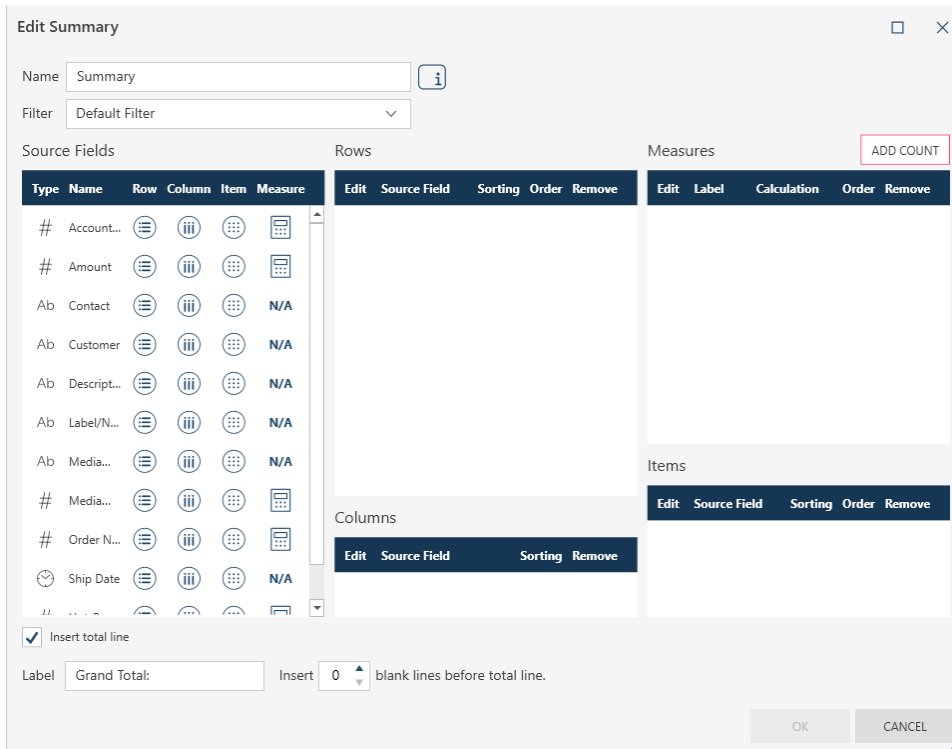 Edit Summary
Name Summary i
Filter Default Filter
Source Fields
Type Name Row Column Item Measure
# Account...
# Amount
Ab Contact N/A
Ab Customer N/A
Ab Descript... N/A
Ab Label/N... N/A
Ab Media... N/A
# Media...
# Order N...
Ship Date N/A
Rows
Edit Source Field Sorting Order Remove
Columns
Edit Source Field Sorting Remove
Measures ADD COUNT
Edit Label Calculation Order Remove
Items
Edit Source Field Sorting Order Remove
Insert total line
Label Grand Total: Insert 0 blank lines before total line.
OK CANCEL